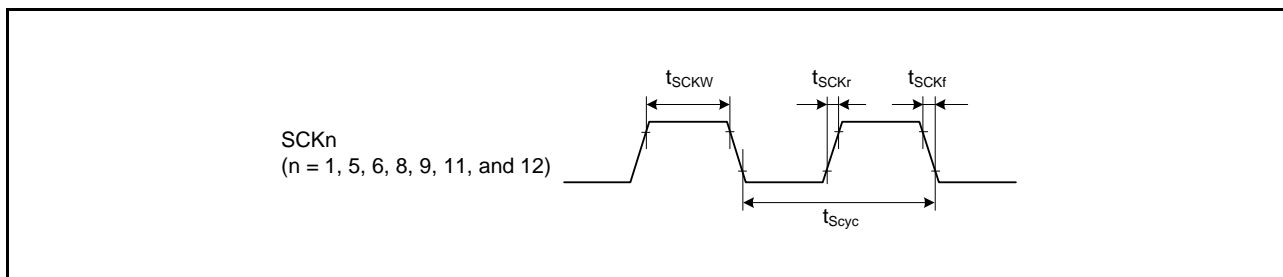 tSCKW tSCKr tSCKf
SCKn
(n = 1, 5, 6, 8, 9, 11, and 12)
tScyc